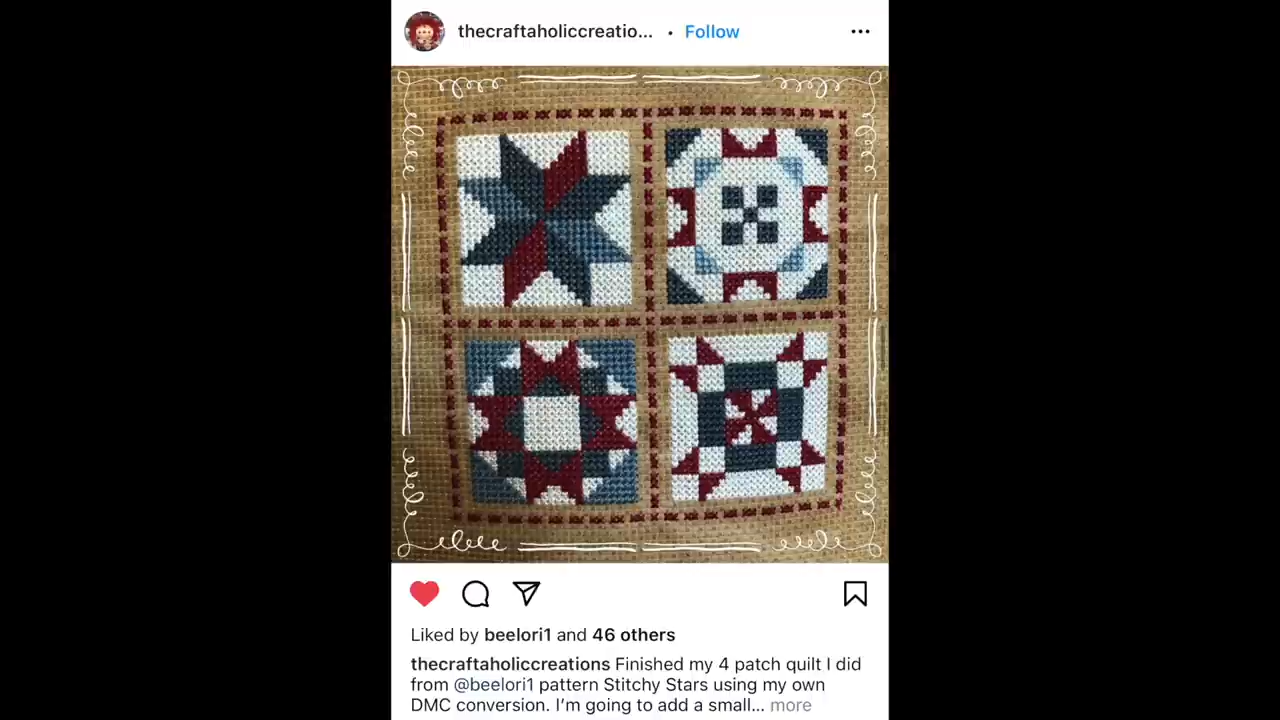 thecraftaholiccreatio... • Follow
Liked by beelori1 and 46 others
thecraftaholiccreations Finished my 4 patch quilt I did
from @beelori1 pattern Stitchy Stars using my own
DMC conversion. I'm going to add a small... more